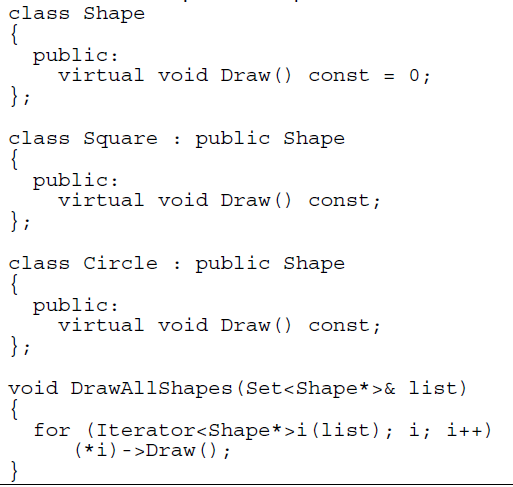 class Shape
{
  public:
    virtual void Draw() const = 0;
};
class Square : public Shape
{
  public:
    virtual void Draw() const;
};
class Circle : public Shape
{
  public:
    virtual void Draw() const;
};
void DrawAllShapes(Set<Shape*>& list)
{
  for (Iterator<Shape*>i(list); i; i++)
     (*i)->Draw();
}